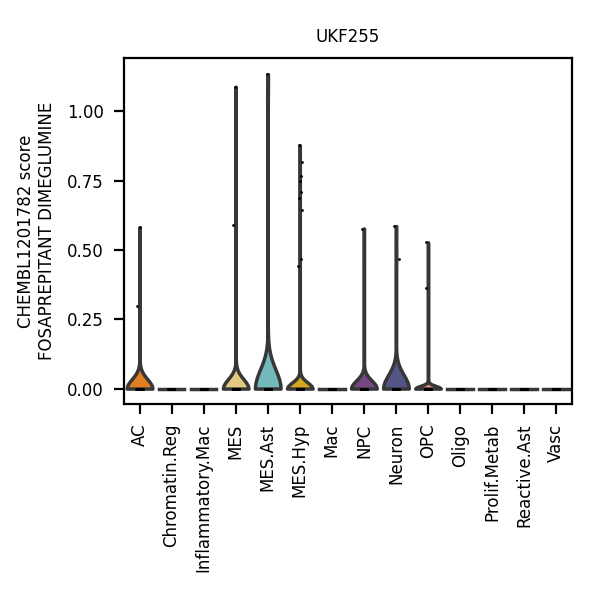 UKF255
CHEMBL1201782 score
FOSAPREPITANT DIMEGLUMINE
1.00
0.75
0.50
0.25
0.00
AC
Chromatin.Reg
Inflammatory.Mac
MES
MES.Ast
MES.Hyp
Mac
NPC
Neuron
OPC
Oligo
Prolif.Metab
Reactive.Ast
Vasc